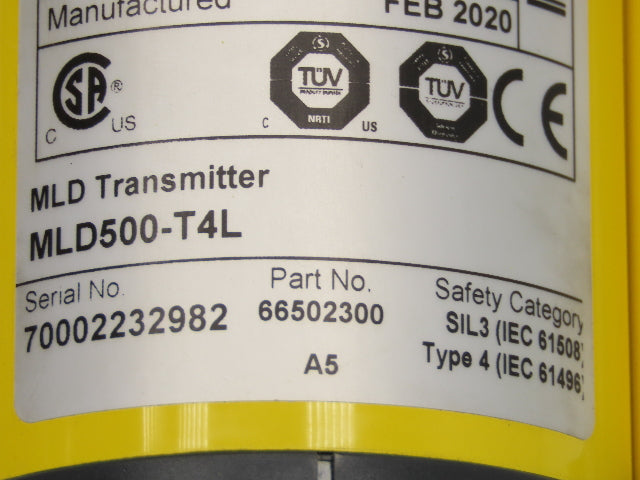 Manufactured FEB 2020
CSA ®
C US
TÜV
NRTL
C US
TÜV
CE
MLD Transmitter
MLD500-T4L
Serial No.
70002232982
Part No.
66502300
A5
Safety Category
SIL3 (IEC 61508)
Type 4 (IEC 61496)